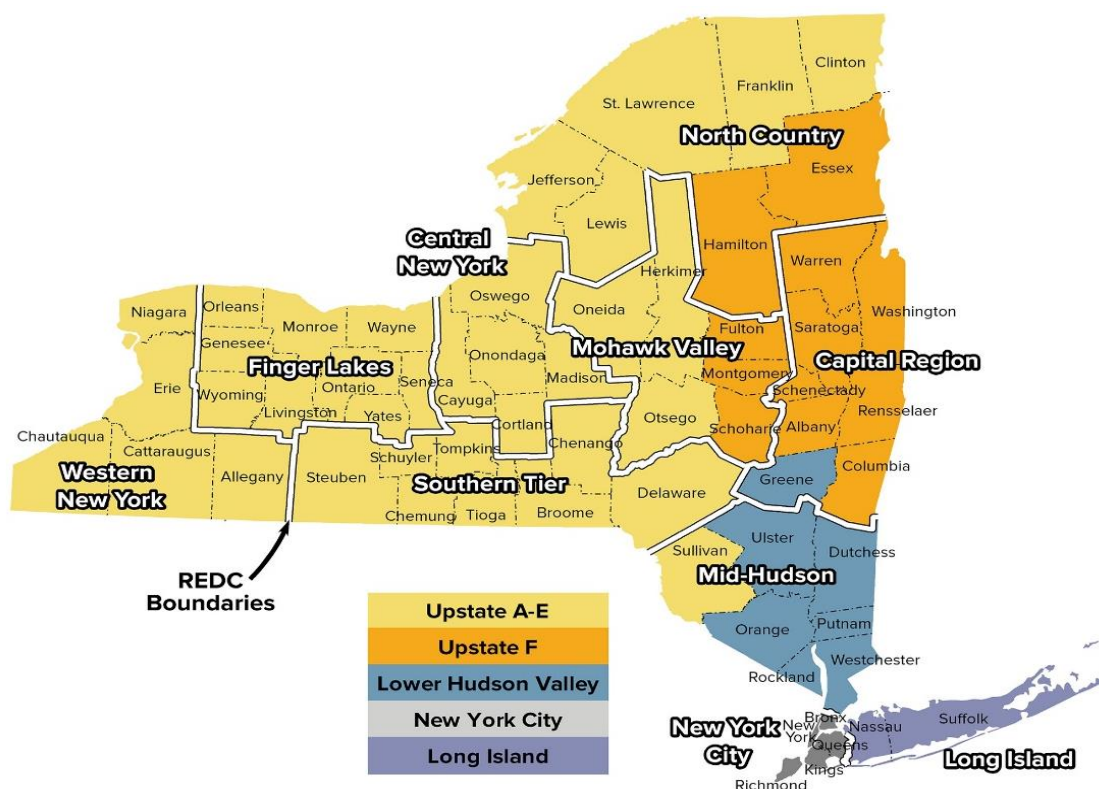 Clinton
Franklin
St. Lawrence
North Country
Essex
Jefferson
Lewis
Central
New York
Hamilton
Warren
Herkimer
Oswego
Oneida
Washington
Niagara
Orleans
Monroe
Wayne
Fulton
Saratoga
Genesee
Onondaga
Mohawk Valley
Capital Region
Finger Lakes
Montgomery
Madison
Schenectady
Erie
Wyoming
Ontario
Seneca
Cayuga
Livingston
Yates
Cortland
Otsego
Schoharie
Albany
Rensselaer
Chautauqua
Cattaraugus
Chenango
Tompkins
Schuyler
Columbia
Western
New York
Allegany
Steuben
Southern Tier
Greene
Delaware
Chemung
Tioga
Broome
Ulster
Dutchess
Sullivan
Mid-Hudson
REDC
Boundaries
Upstate A-E
Upstate F
Lower Hudson Valley
New York City
Long Island
Orange
Putnam
Westchester
Rockland
Bronx
New
York
Nassau
Suffolk
New York
City
Queens
Kings
Long Island
Richmond